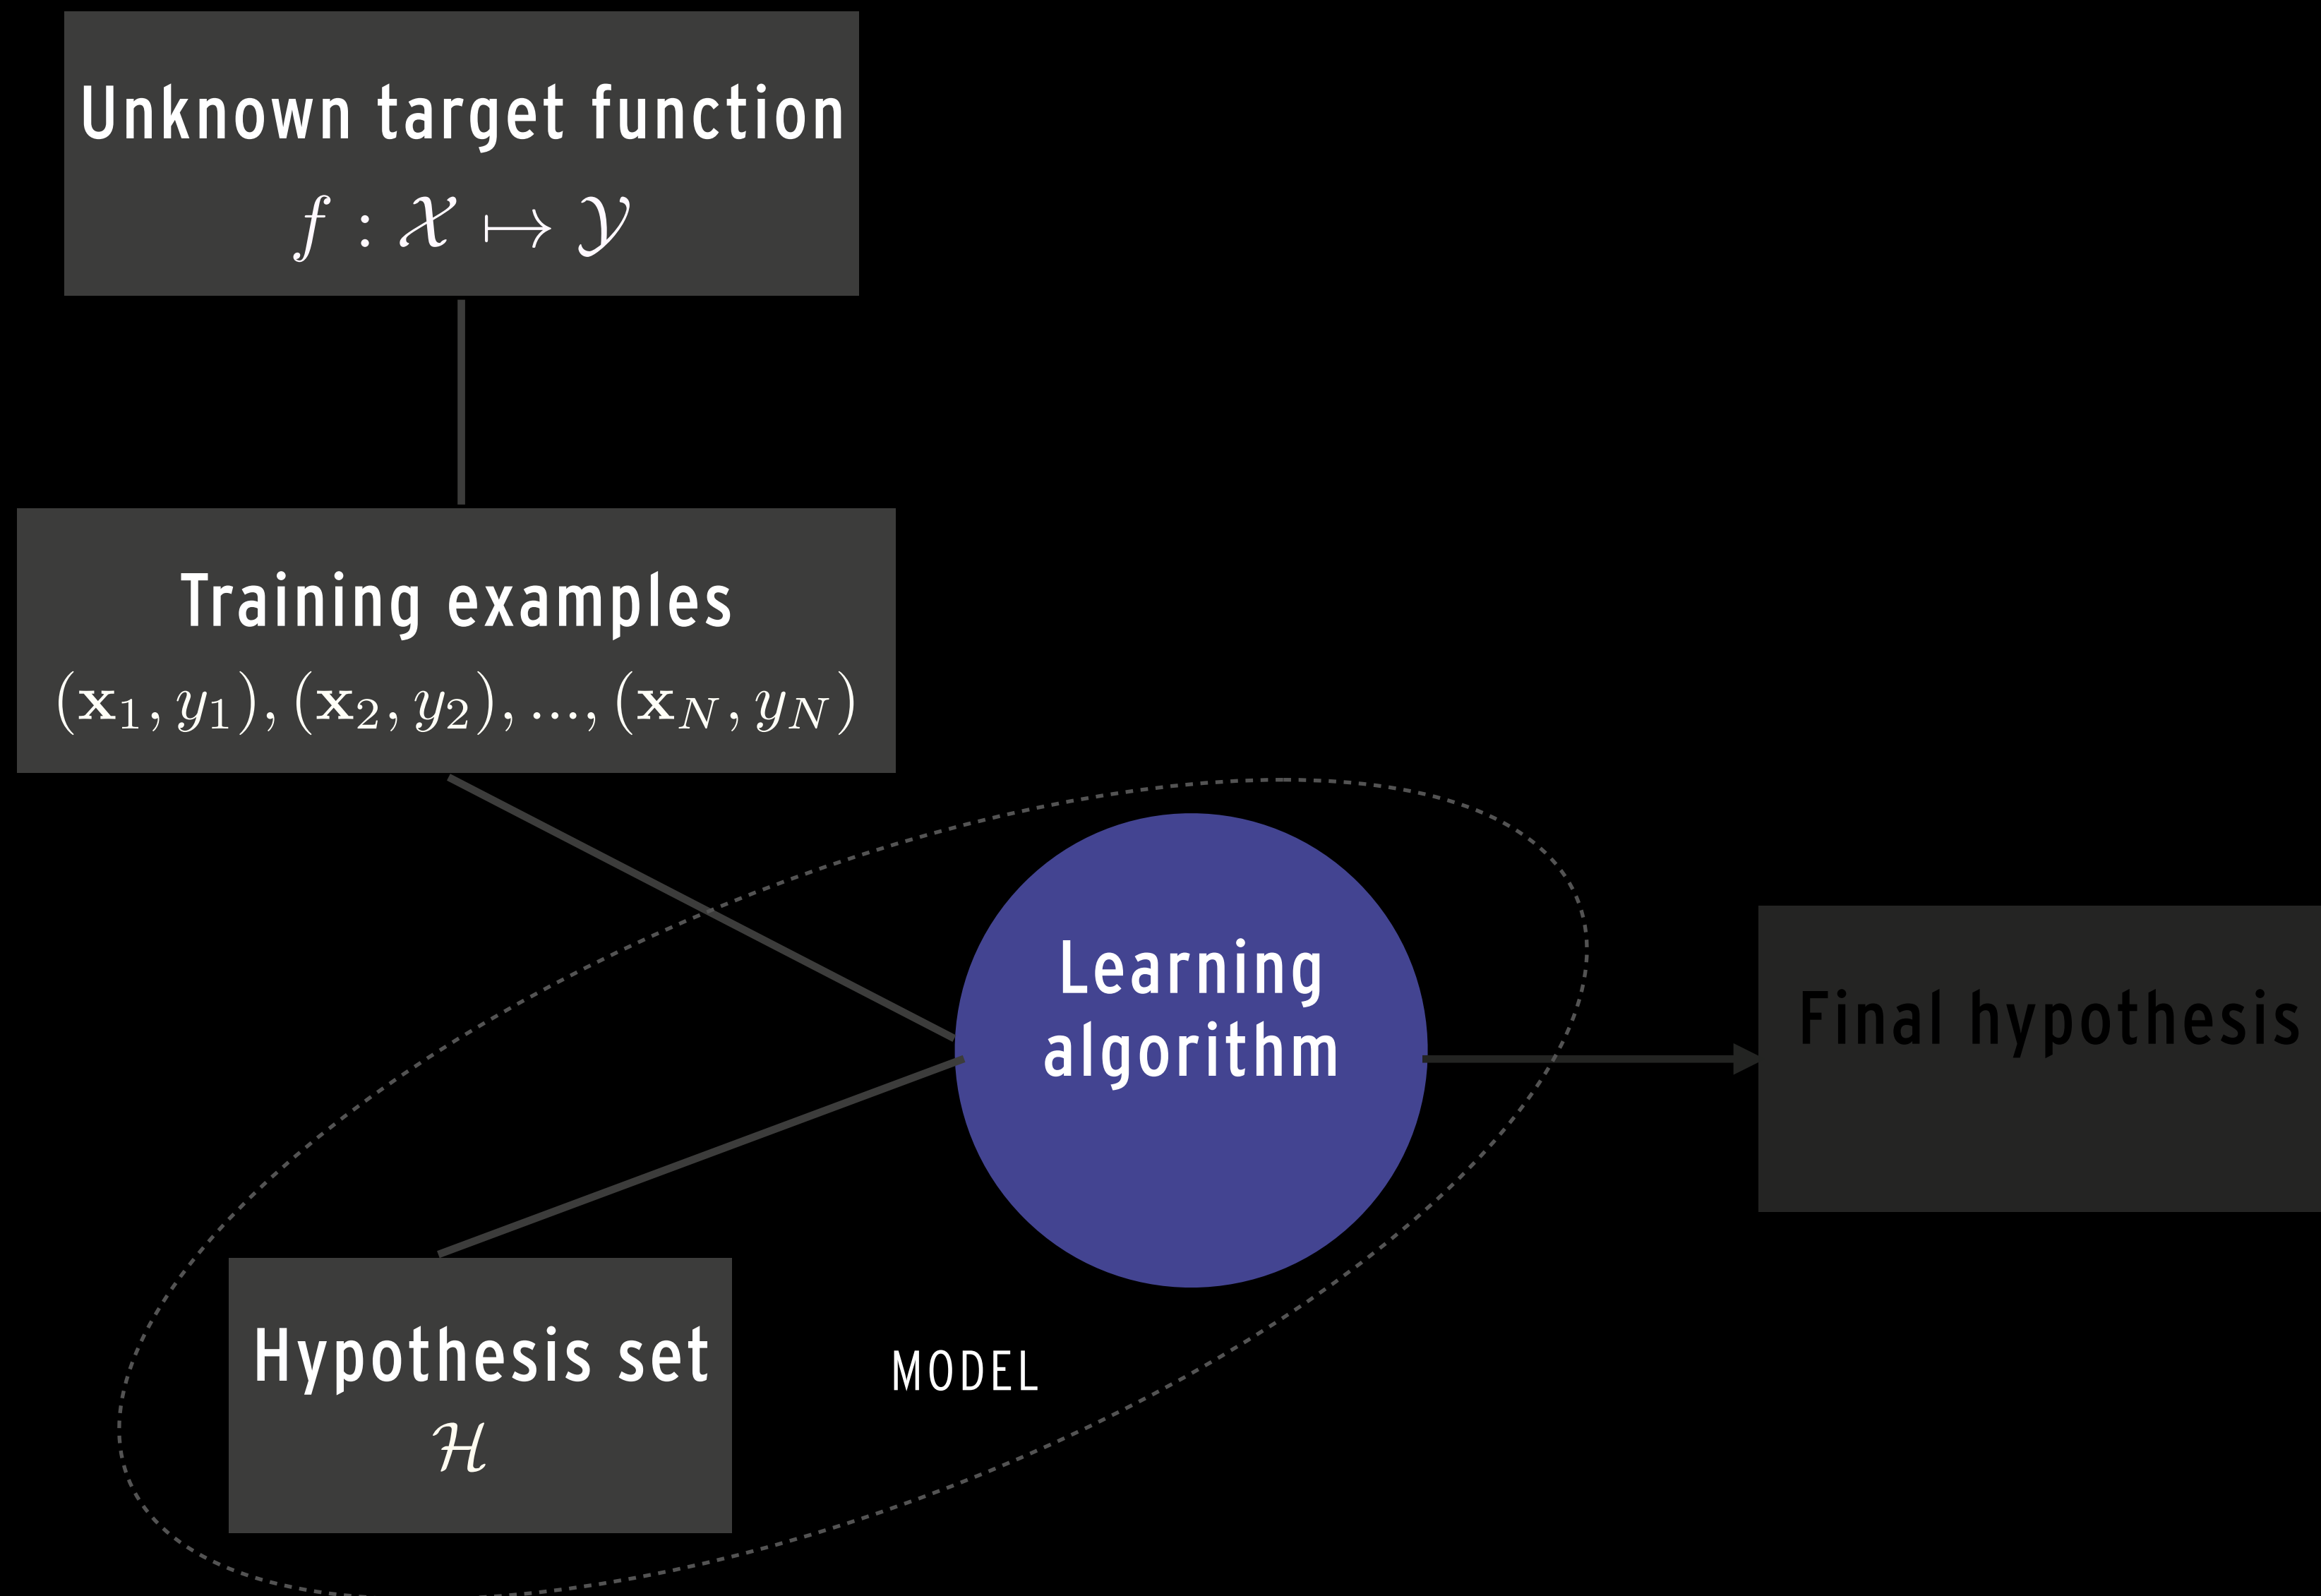 Unknown target function
f : 𝒳 ↦ 𝒴
Training examples
(𝐱₁, y₁), (𝐱₂, y₂), ..., (𝐱_N, y_N)
Learning
algorithm
Final hypothesis
Hypothesis set
ℋ
MODEL